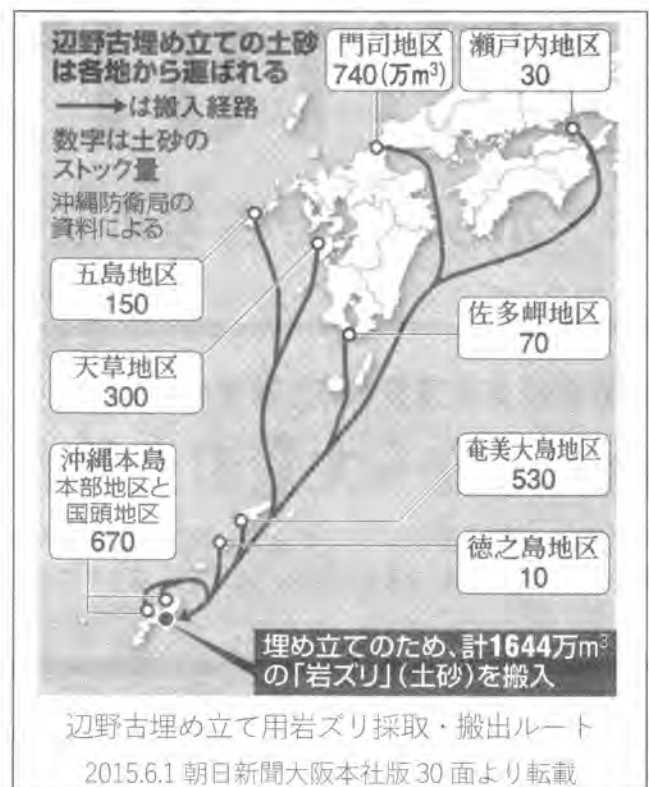 辺野古埋め立ての土砂
は各地から運ばれる
→は搬入経路
数字は土砂の
ストック量
沖縄防衛局の
資料による
門司地区
740(万m³)
瀬戸内地区
30
五島地区
150
天草地区
300
佐多岬地区
70
沖縄本島
本部地区と
国頭地区
670
奄美大島地区
530
徳之島地区
10
埋め立てのため、計1644万m³
の「岩ズリ」(土砂)を搬入
辺野古埋め立て用岩ズリ採取・搬出ルート
2015.6.1 朝日新聞大阪本社版 30 面より転載